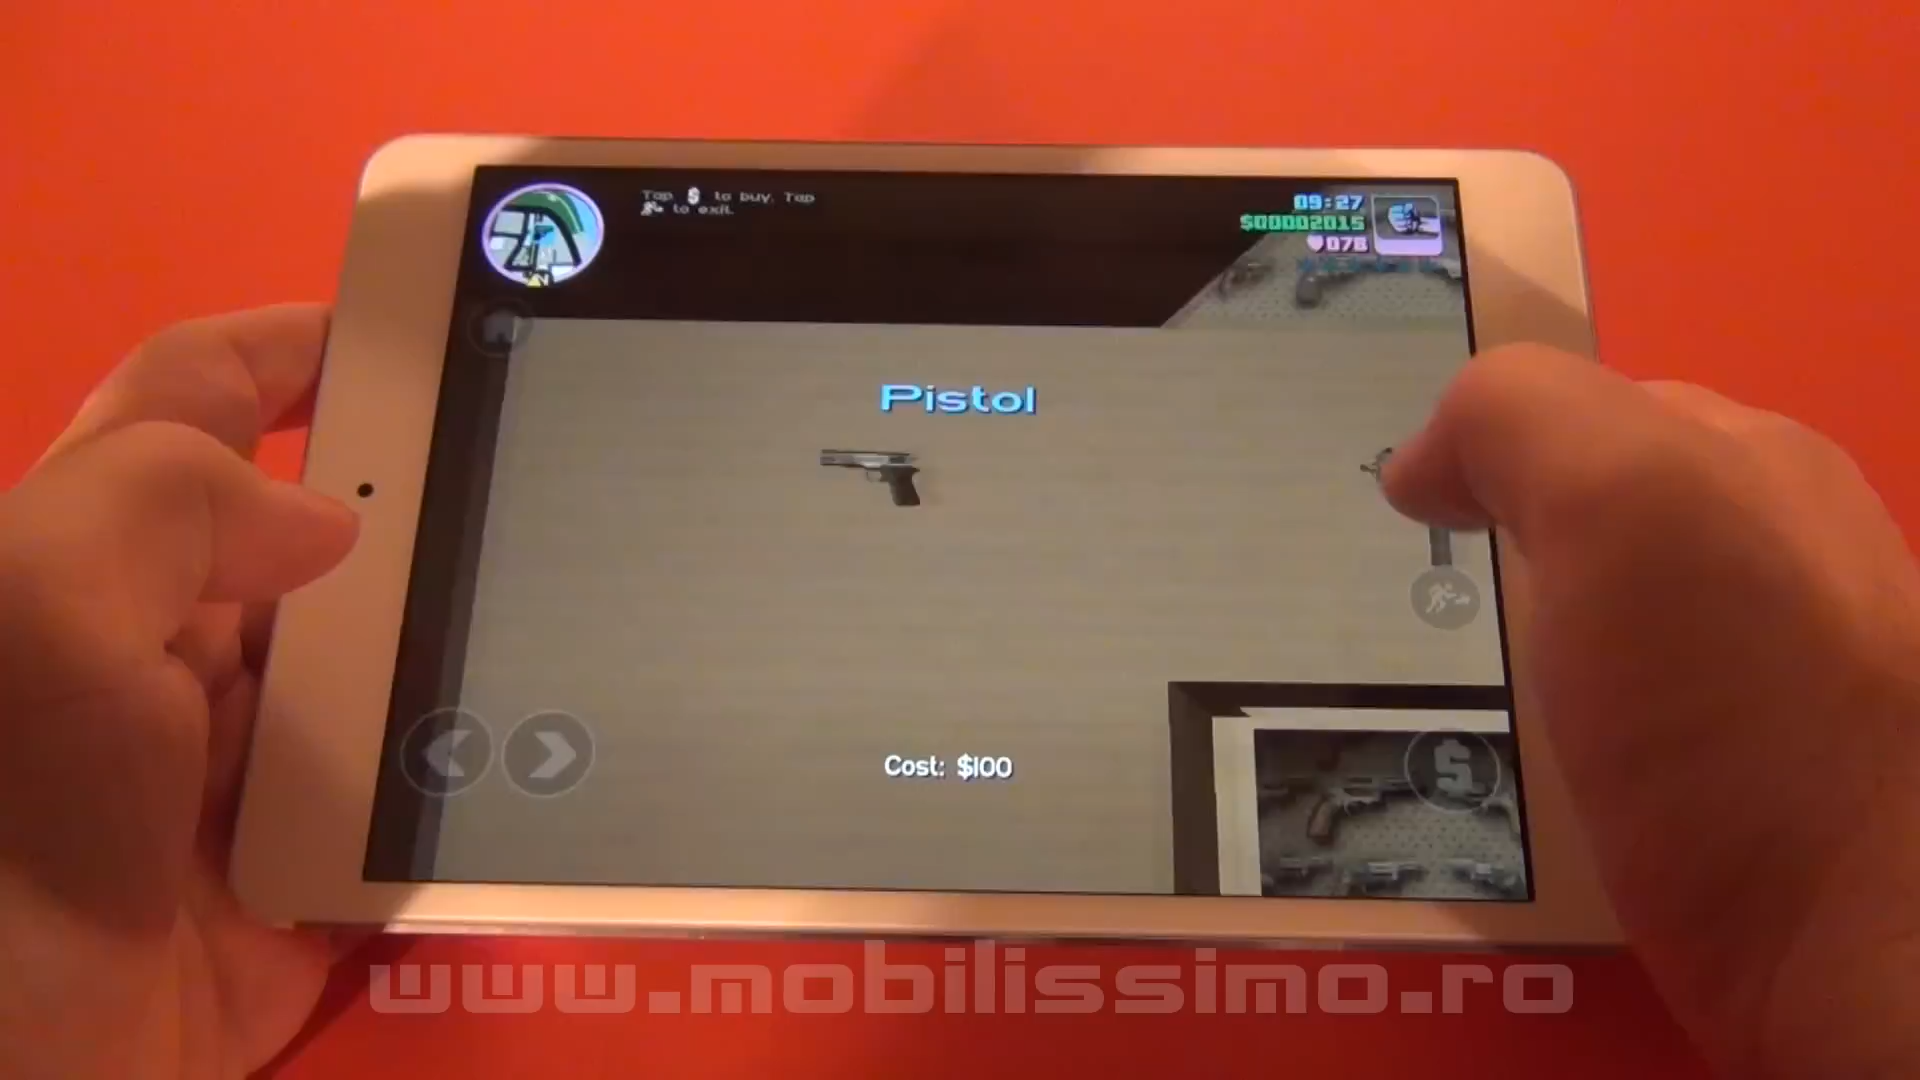 Tap $ to buy. Tap
to exit.
09:27
$00002015
078
Pistol
Cost: $100
$
www.mobilissimo.ro